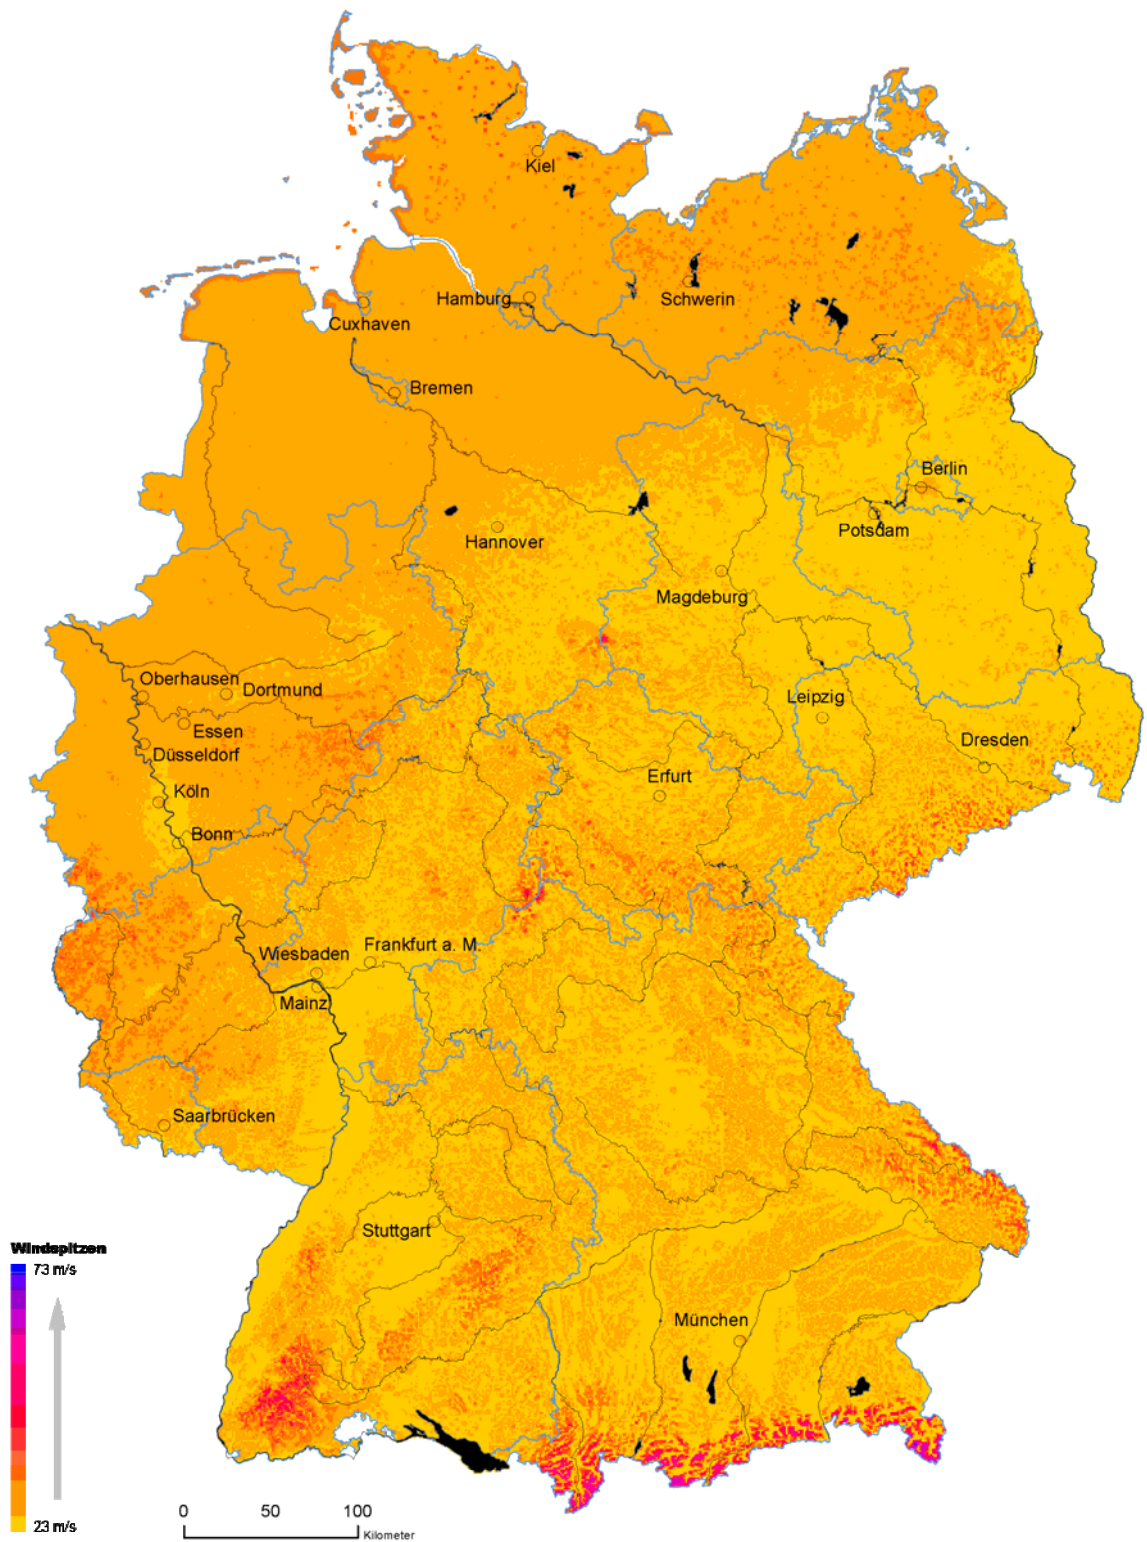 Kiel
Hamburg
Schwerin
Cuxhaven
Bremen
Berlin
Potsdam
Hannover
Magdeburg
Oberhausen
Dortmund
Leipzig
Essen
Düsseldorf
Dresden
Köln
Erfurt
Bonn
Wiesbaden
Frankfurt a. M.
Mainz
Saarbrücken
Stuttgart
Windspitzen
73 m/s
München
23 m/s
0 50 100
Kilometer